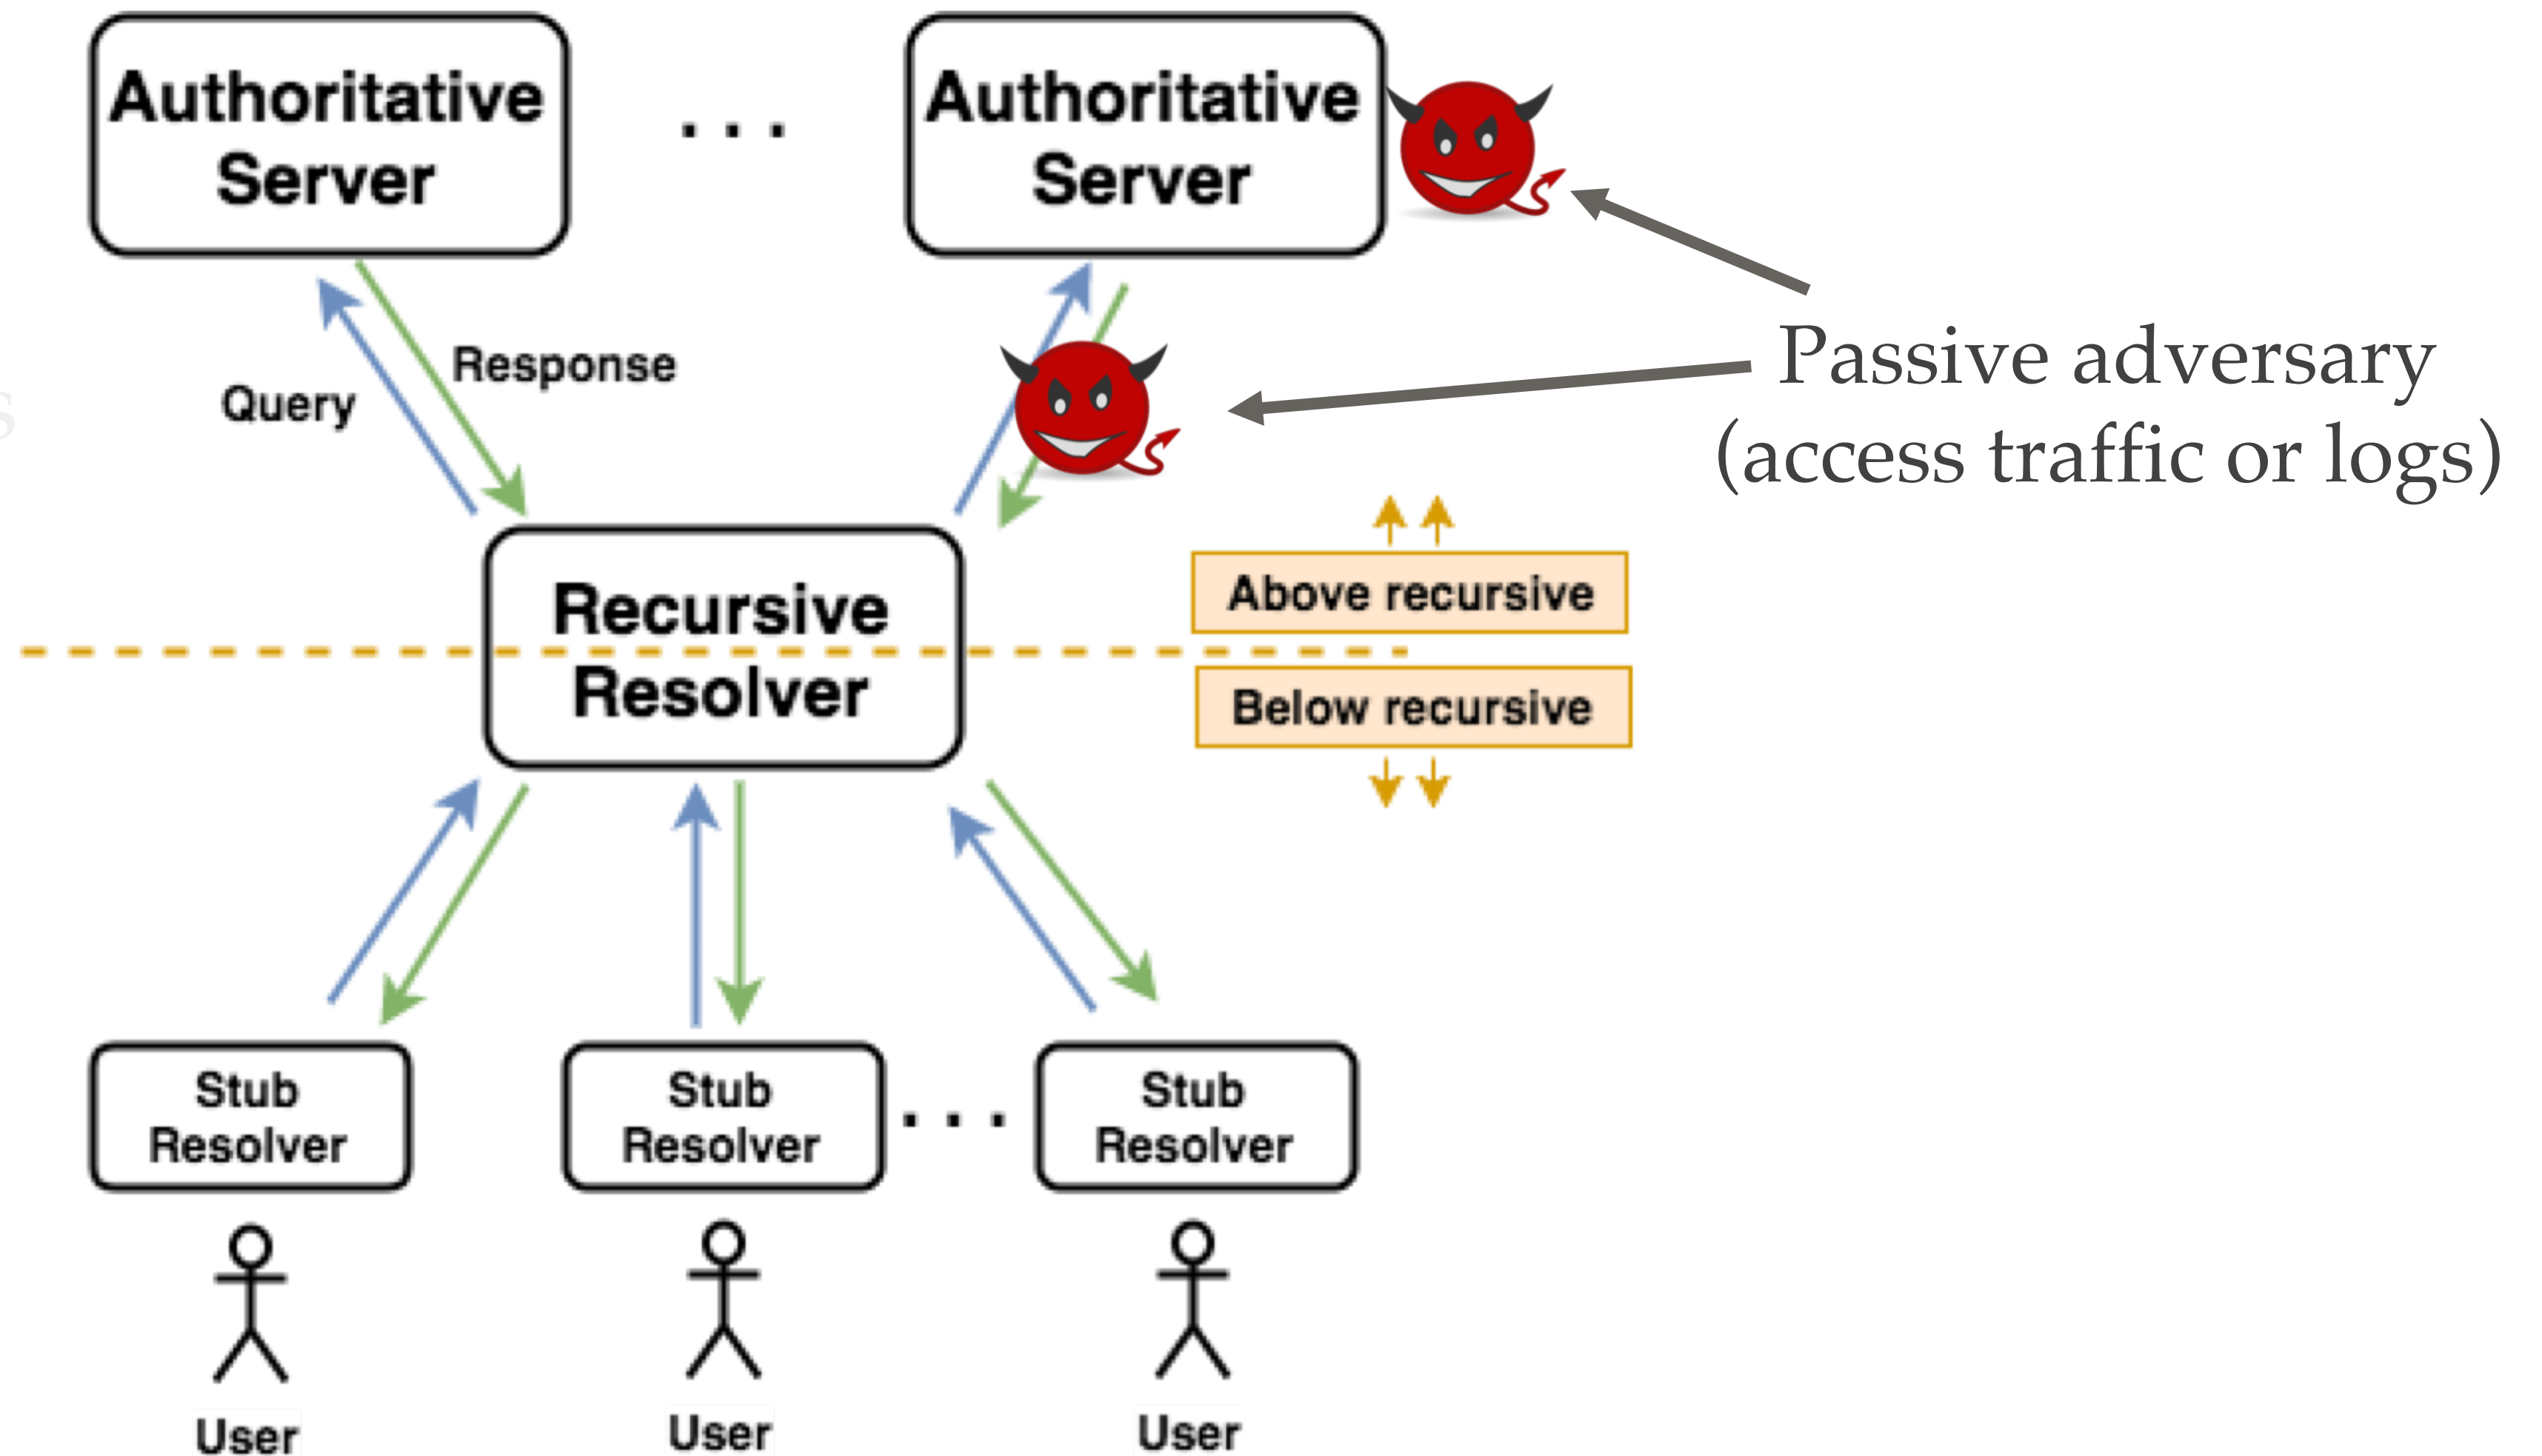 Authoritative
Server
. . .
Authoritative
Server
Response
Query
Passive adversary
(access traffic or logs)
s
Recursive
Resolver
Above recursive
Below recursive
Stub
Resolver
Stub
Resolver
. . .
Stub
Resolver
User
User
User